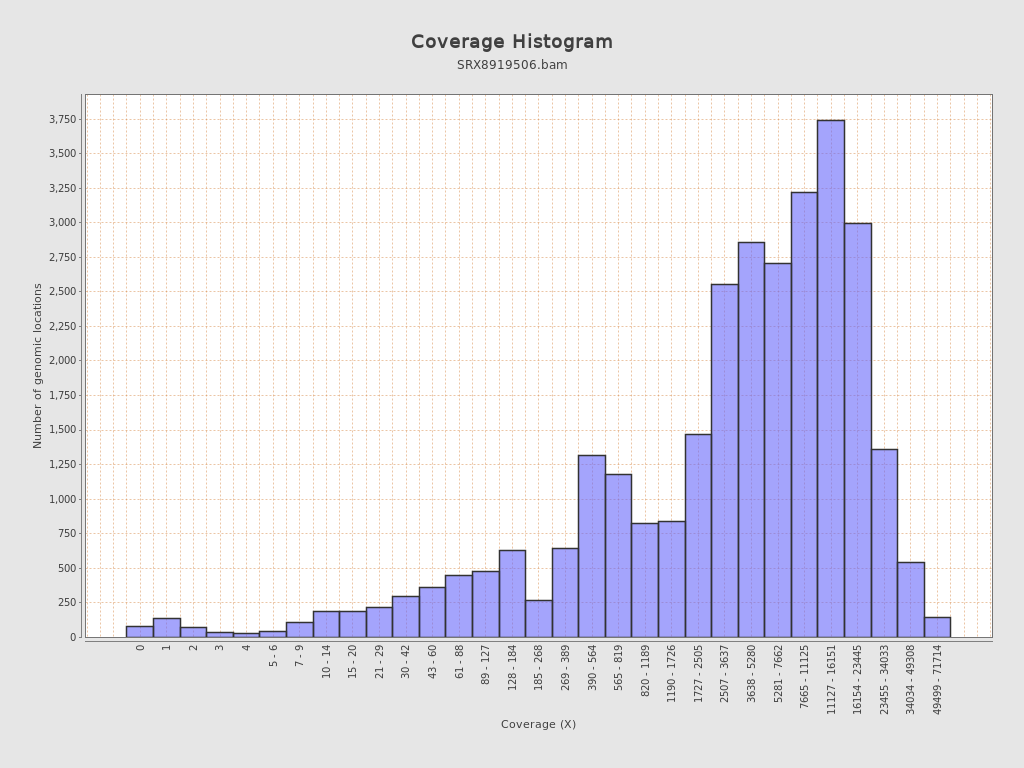 Coverage Histogram
SRX8919506.bam
Number of genomic locations
3,750
3,500
3,250
3,000
2,750
2,500
2,250
2,000
1,750
1,500
1,250
1,000
750
500
250
0
0
1
2
3
4
5 - 6
7 - 9
10 - 14
15 - 20
21 - 29
30 - 42
43 - 60
61 - 88
89 - 127
128 - 184
185 - 268
269 - 389
390 - 564
565 - 819
820 - 1189
1190 - 1726
1727 - 2505
2507 - 3637
3638 - 5280
5281 - 7662
7665 - 11125
11127 - 16151
16154 - 23445
23455 - 34033
34034 - 49308
49499 - 71714
Coverage (X)